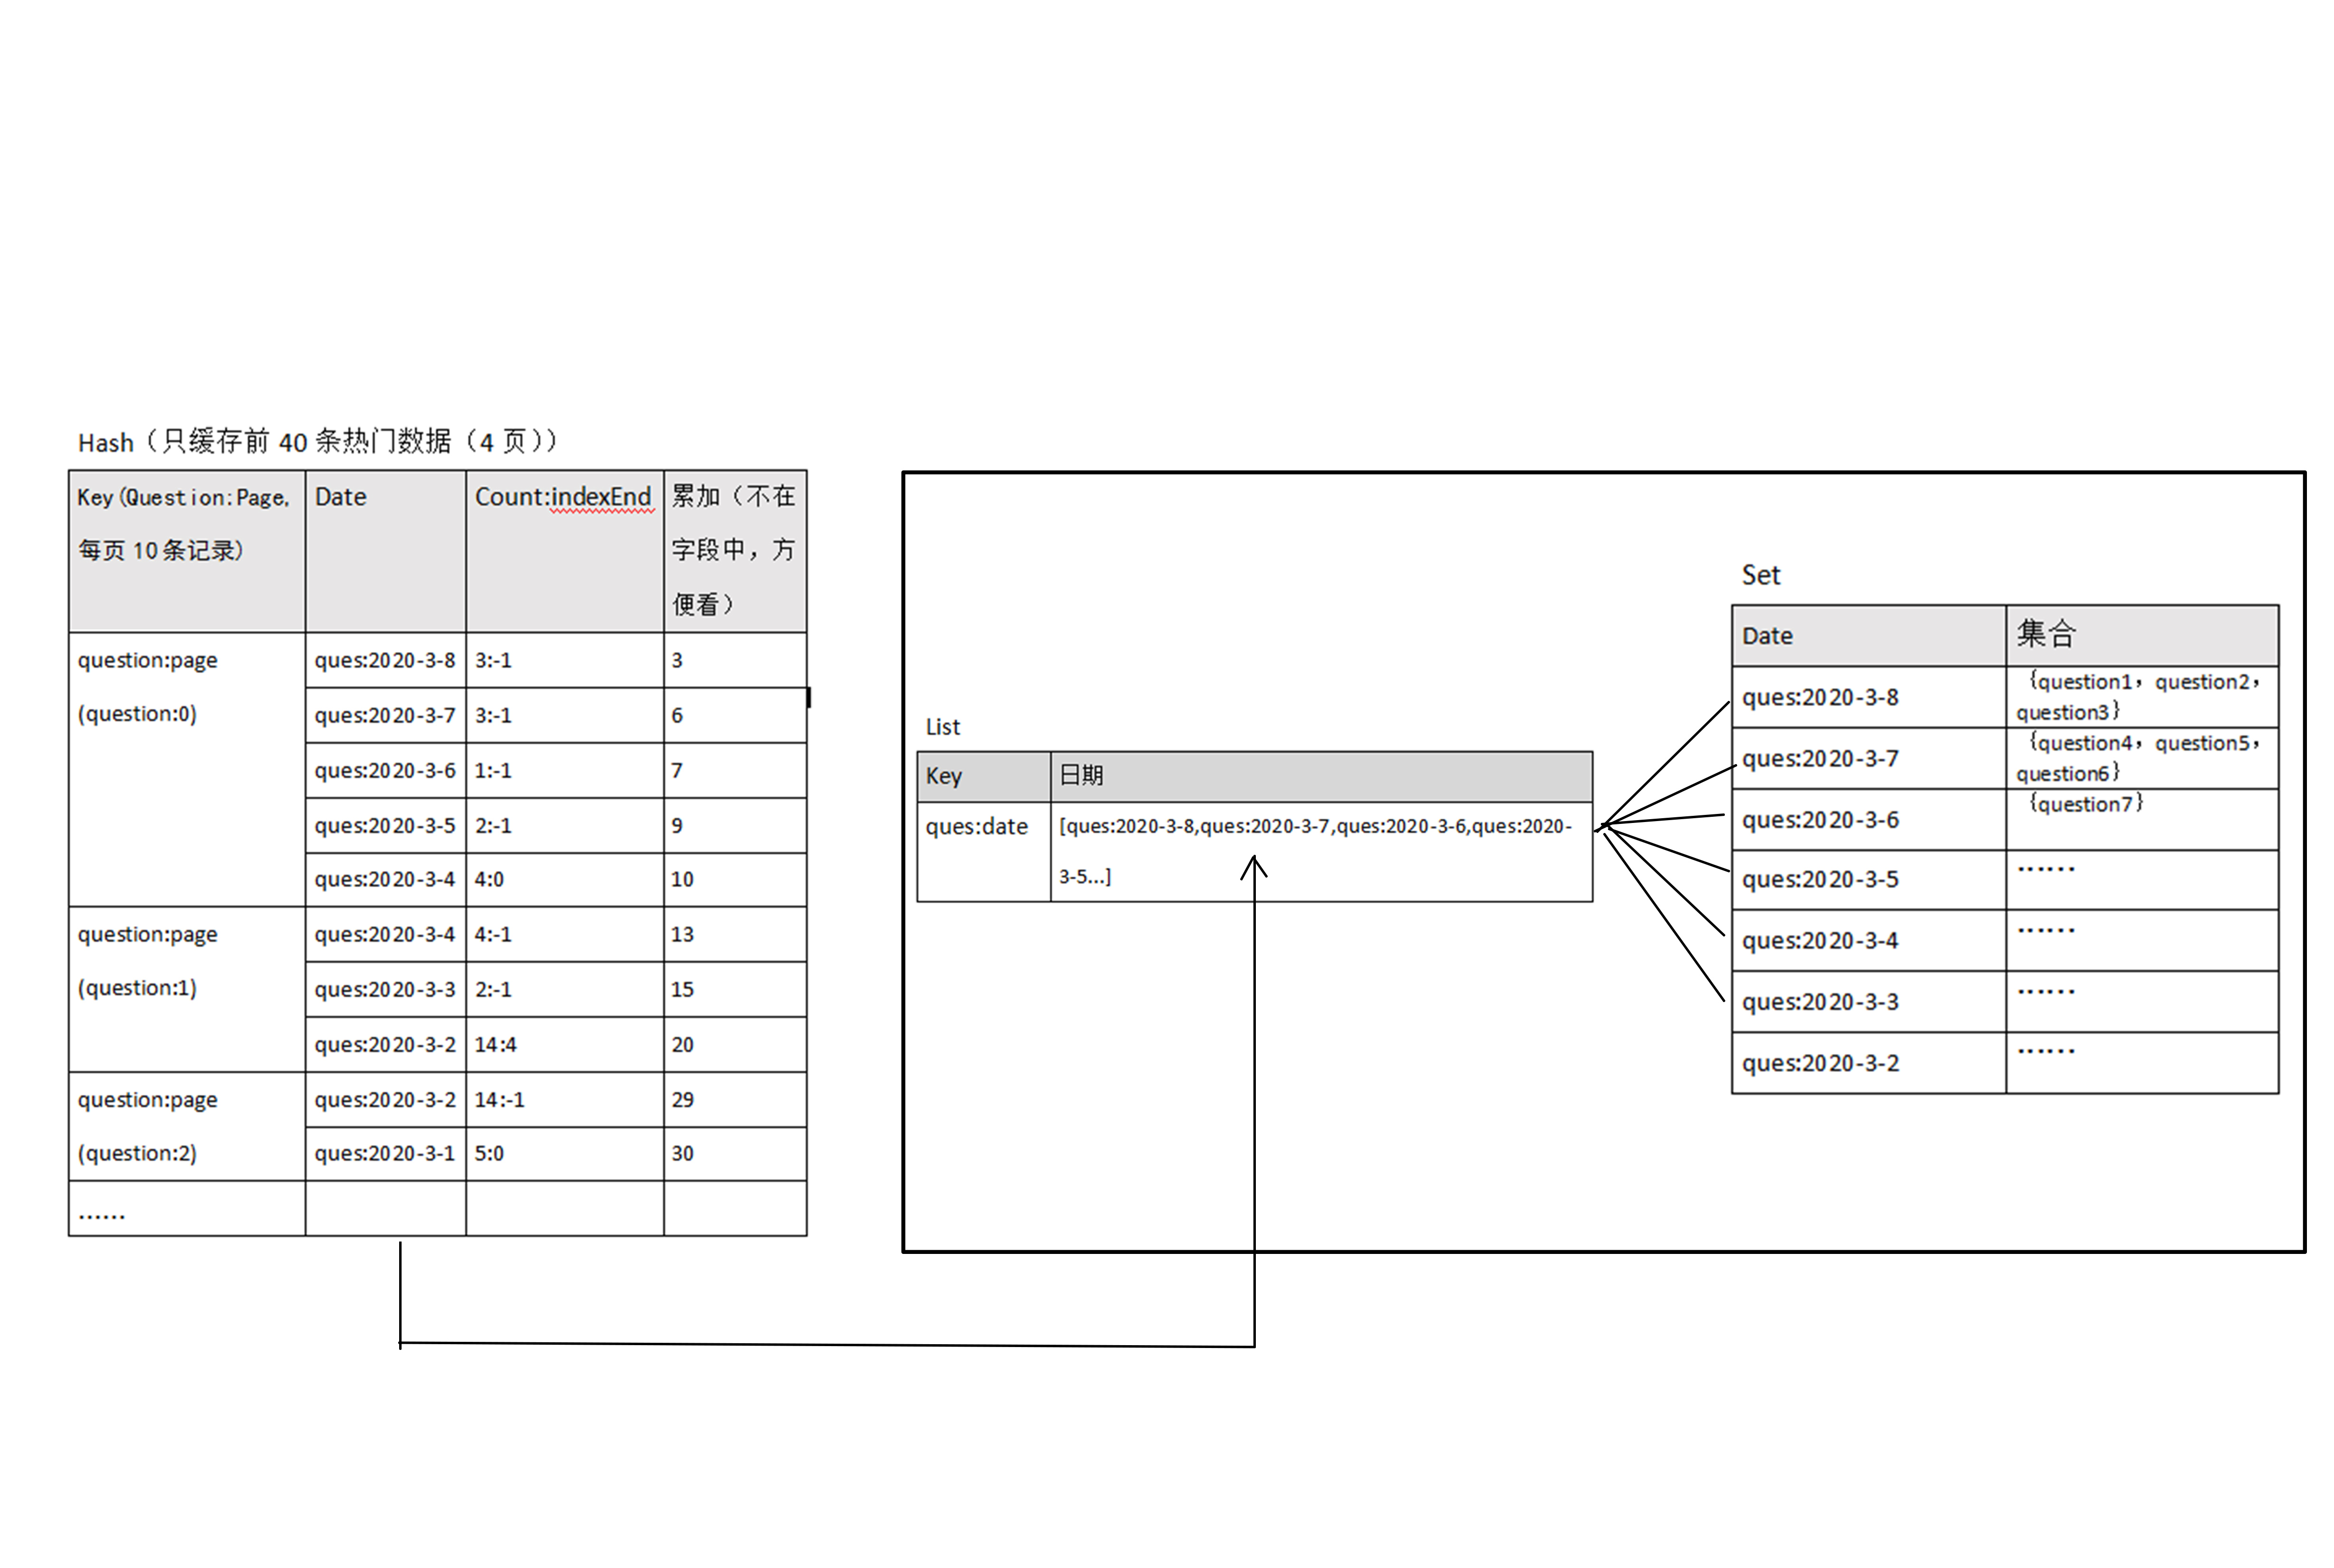 Hash（只缓存前 40 条热门数据（4 页））
Key(Question:Page,
每页 10 条记录)
Date
Count:indexEnd
累加（不在
字段中，方
便看）
question:page
(question:0)
ques:2020-3-8
3:-1
3
ques:2020-3-7
3:-1
6
ques:2020-3-6
1:-1
7
ques:2020-3-5
2:-1
9
ques:2020-3-4
4:0
10
question:page
(question:1)
ques:2020-3-4
4:-1
13
ques:2020-3-3
2:-1
15
ques:2020-3-2
14:4
20
question:page
(question:2)
ques:2020-3-2
14:-1
29
ques:2020-3-1
5:0
30
……
List
Key
日期
ques:date
[ques:2020-3-8,ques:2020-3-7,ques:2020-3-6,ques:2020-
3-5...]
Set
Date
集合
ques:2020-3-8
｛question1，question2，
question3｝
ques:2020-3-7
｛question4，question5，
question6｝
ques:2020-3-6
｛question7｝
ques:2020-3-5
……
ques:2020-3-4
……
ques:2020-3-3
……
ques:2020-3-2
……